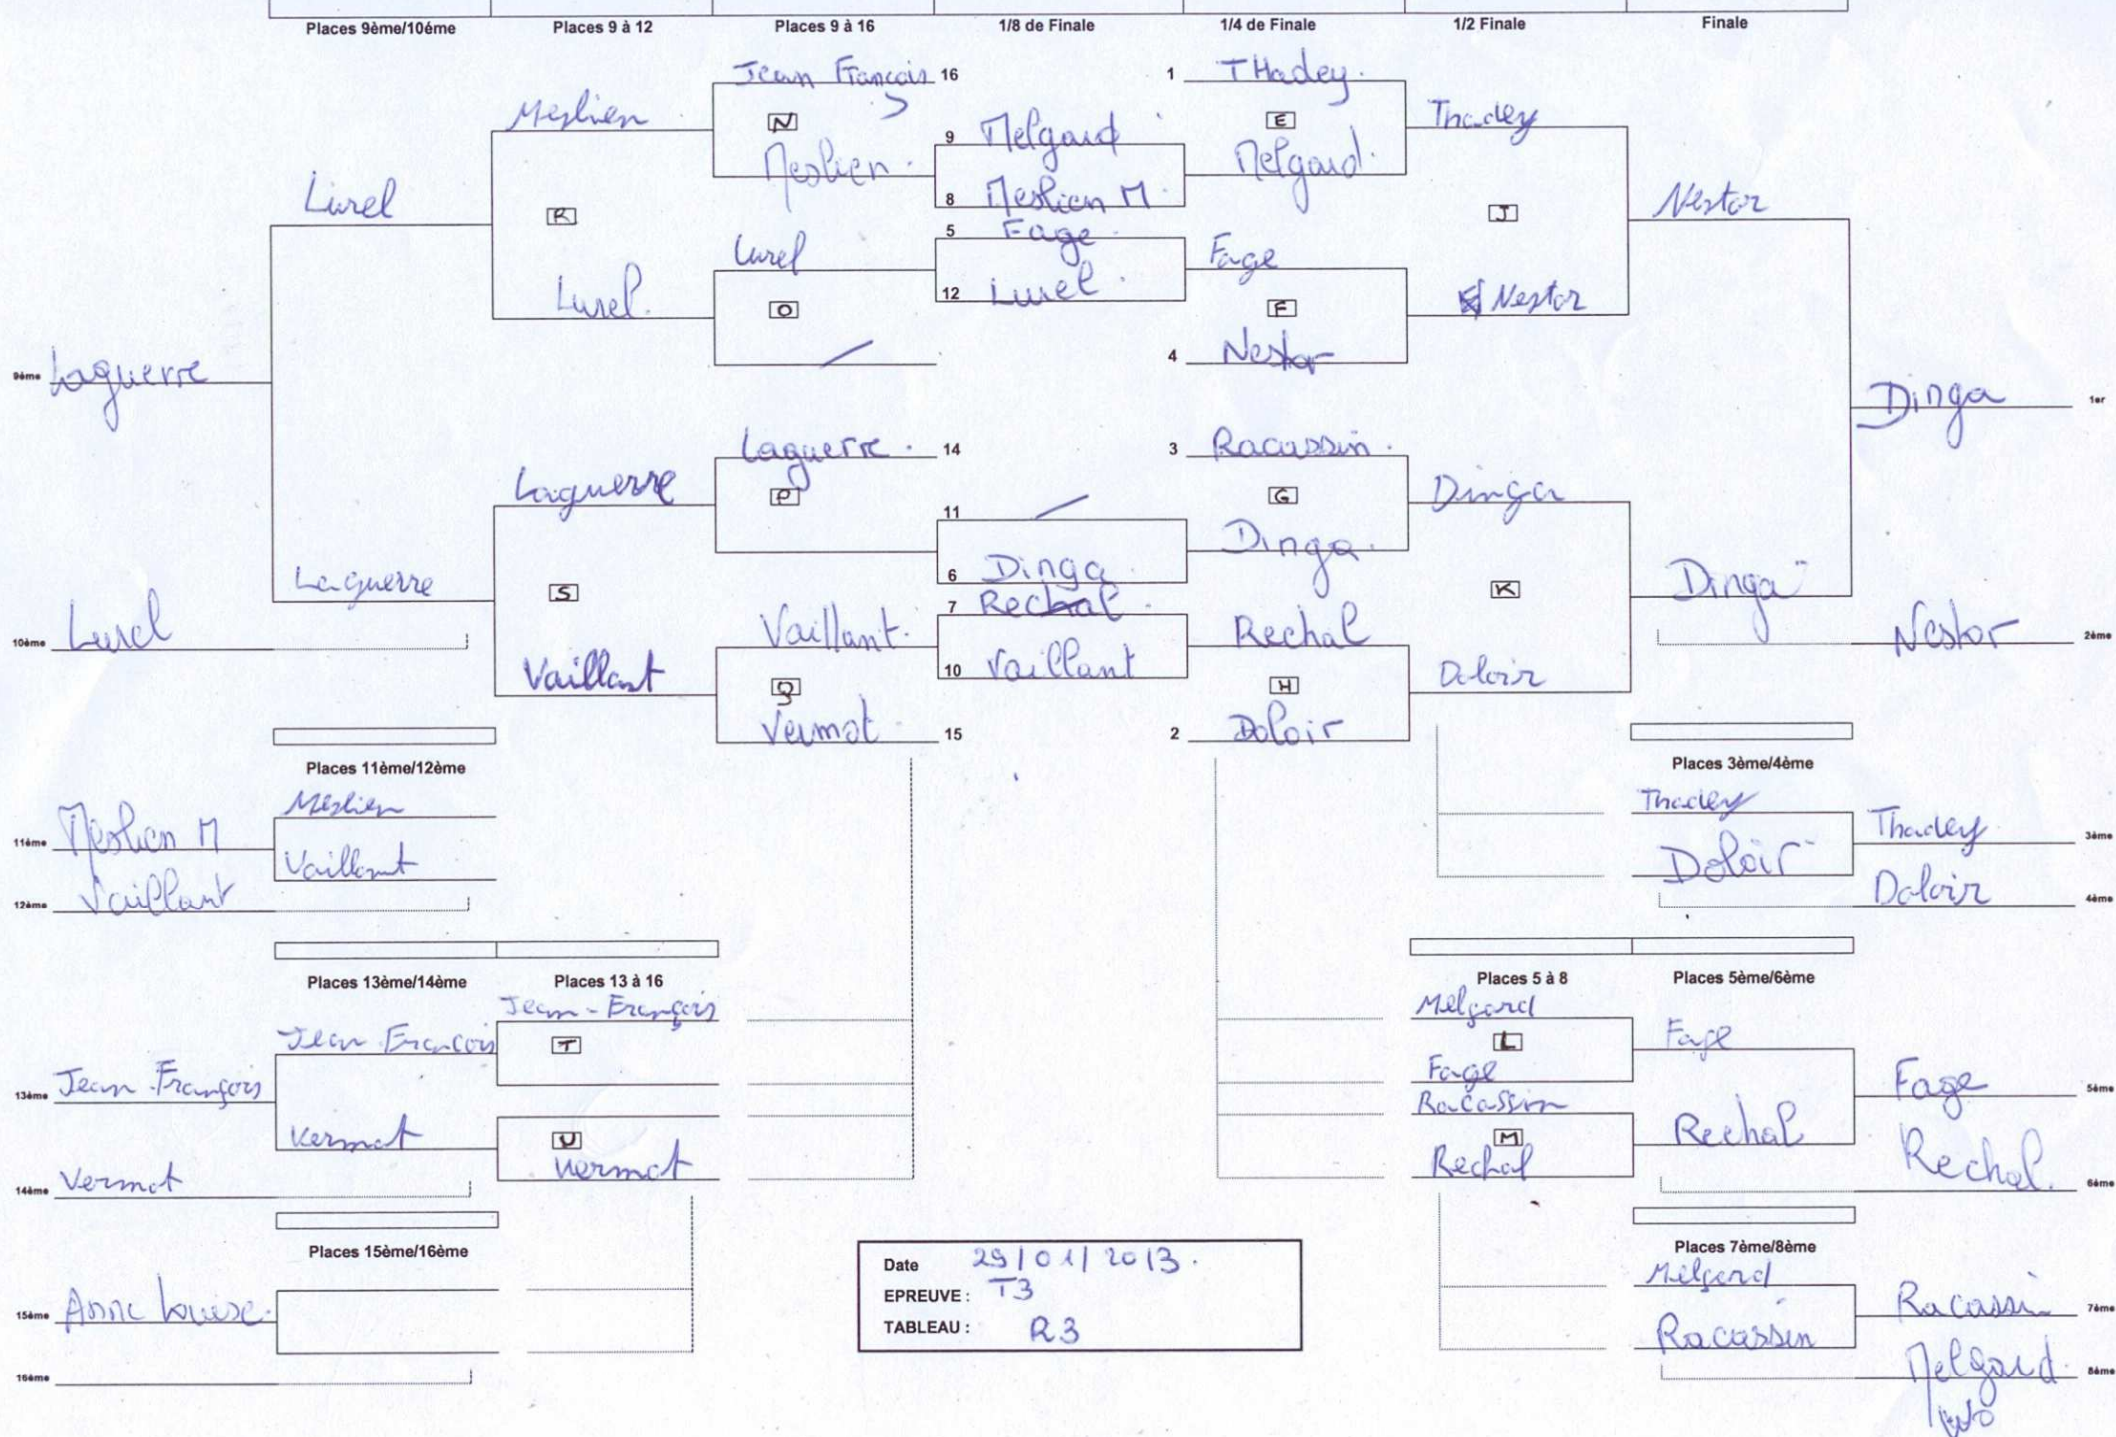 Places 9ème/10éme Places 9 à 12 Places 9 à 16 1/8 de Finale 1/4 de Finale 1/2 Finale Finale
Jean François 16 1 THadey
Meslien N 9 Melgard E Thadey
Meslien Melgard
Lurel R 8 Meslien M J Nestor
5 Fage
Lurel Fage
Lurel O 12 Lurel F Nestor
4 Nestor
9ème Laguerre Dinga 1er
Laguerre 14 3 Racassin
Laguerre P 11 G Dinga
Dinga
Laguerre S 6 Dinga K Dinga
7 Rechal
10ème Lurel Vaillant Rechal Nestor 2ème
Vaillant Q 10 Vaillant H Doloir
Vermot 15 2 Doloir
Places 11ème/12ème Places 3ème/4ème
Meslien Thadey
11ème Meslien M Thadey 3ème
Vaillant Doloir
12ème Vaillant Doloir 4ème
Places 13ème/14ème Places 13 à 16 Places 5 à 8 Places 5ème/6ème
Jean-François Melgard
Jean François T L Fage
Fage
13ème Jean-François Racassin Fage 5ème
Vermot U M Rechal
Vermot Rechal
14ème Vermot Rechal 6ème
Places 15ème/16ème Places 7ème/8ème
Date 29/01/2013.
EPREUVE : T3
Melgard
15ème Anne Louise Racassin 7ème
TABLEAU : R3
Racassin
16ème Melgard 8ème